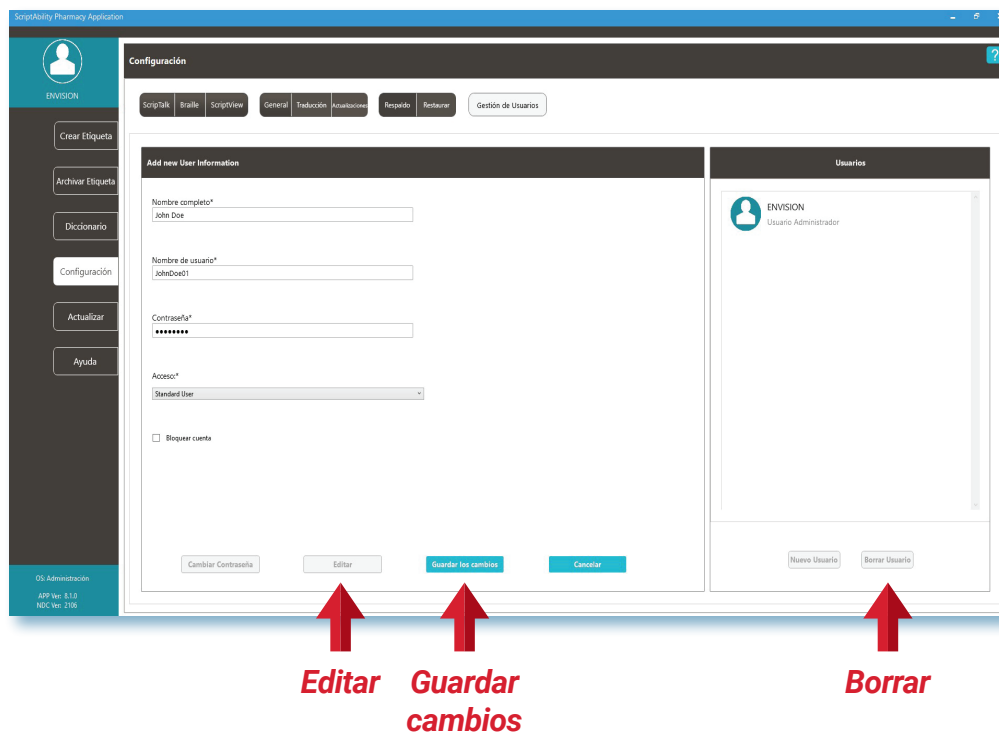 ScriptAbility Pharmacy Application
ENVISION
Configuración
?
ScripTalk Braille ScriptView General Traducción Actualizaciones Respaldo Restaurar Gestión de Usuarios
Crear Etiqueta
Archivar Etiqueta
Diccionario
Configuración
Actualizar
Ayuda
OS: Administración
APP Ver: 8.1.0
NDC Ver: 2106
Add new User Information
Nombre completo*
John Doe
Nombre de usuario*
JohnDoe01
Contraseña*
••••••••
Acceso:*
Standard User
Bloquear cuenta
Cambiar Contraseña Editar Guardar los cambios Cancelar
Usuarios
ENVISION
Usuario Administrador
Nuevo Usuario Borrar Usuario
Editar
Guardar
cambios
Borrar